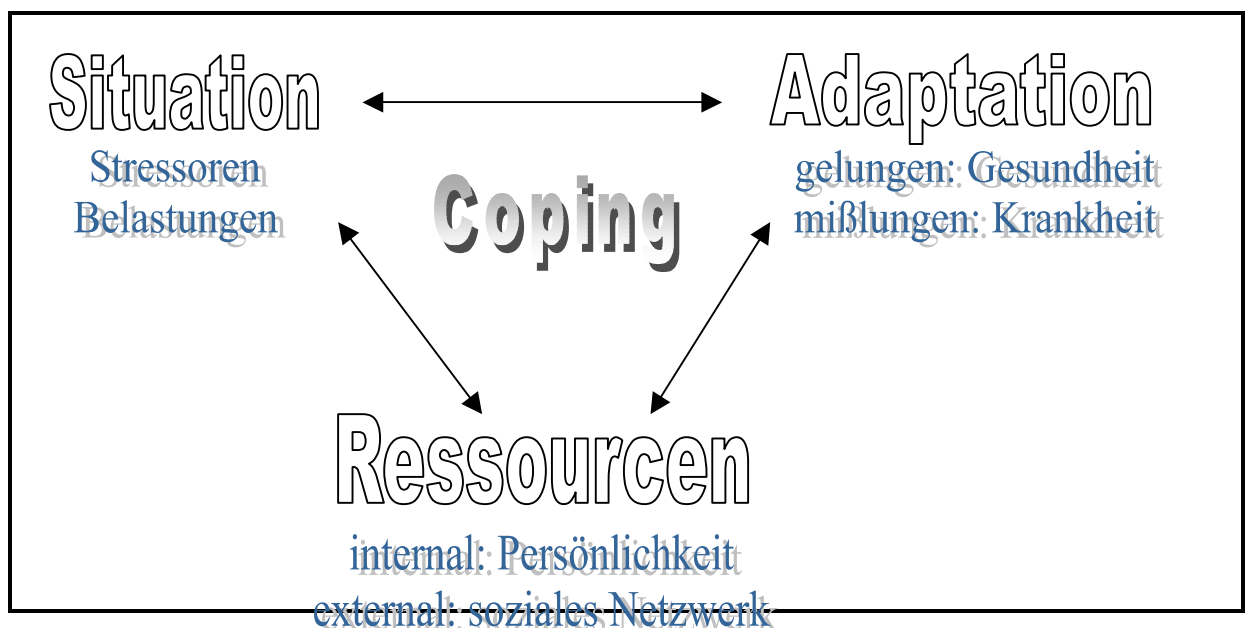 Situation
Adaptation
Stressoren
Belastungen
gelungen: Gesundheit
mißlungen: Krankheit
Coping
Ressourcen
internal: Persönlichkeit
external: soziales Netzwerk